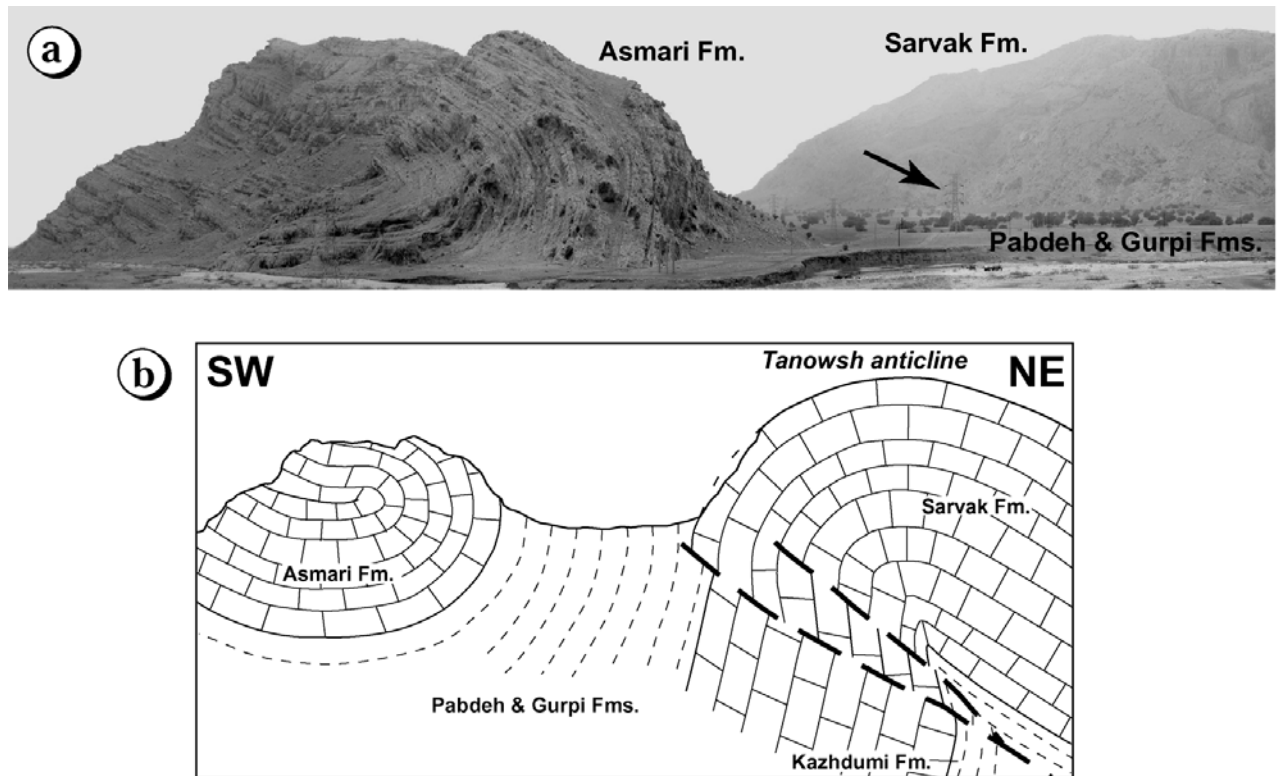 a
Asmari Fm.
Sarvak Fm.
Pabdeh & Gurpi Fms.
b
SW
Tanowsh anticline
NE
Sarvak Fm.
Asmari Fm.
Pabdeh & Gurpi Fms.
Kazhdumi Fm.